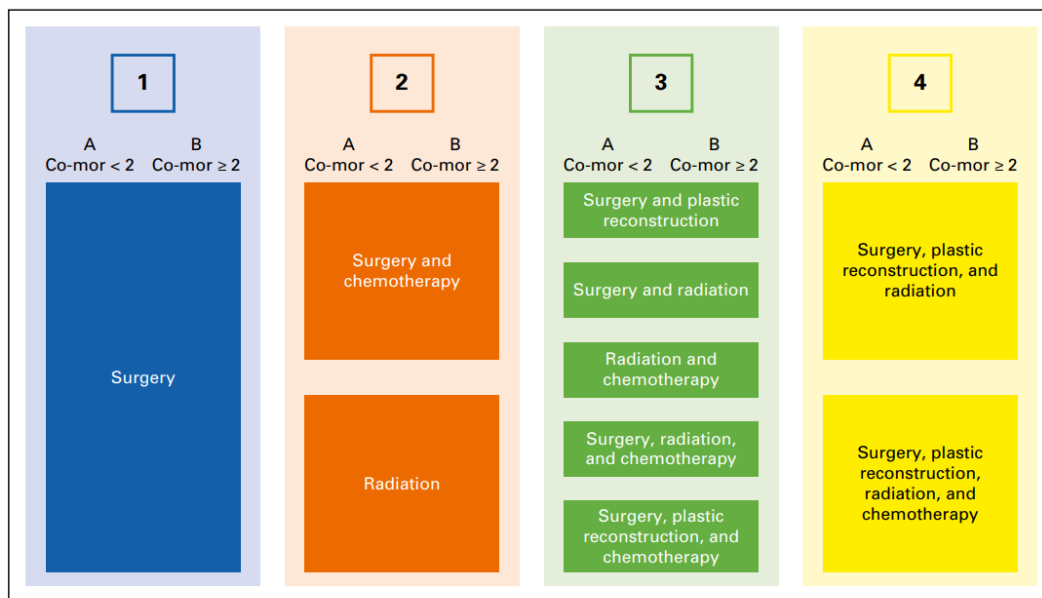 1
A
B
Co-mor < 2
Co-mor ≥ 2
Surgery
2
A
B
Co-mor < 2
Co-mor ≥ 2
Surgery and
chemotherapy
Radiation
3
A
B
Co-mor < 2
Co-mor ≥ 2
Surgery and plastic
reconstruction
Surgery and radiation
Radiation and
chemotherapy
Surgery, radiation,
and chemotherapy
Surgery, plastic
reconstruction, and
chemotherapy
4
A
B
Co-mor < 2
Co-mor ≥ 2
Surgery, plastic
reconstruction, and
radiation
Surgery, plastic
reconstruction,
radiation, and
chemotherapy